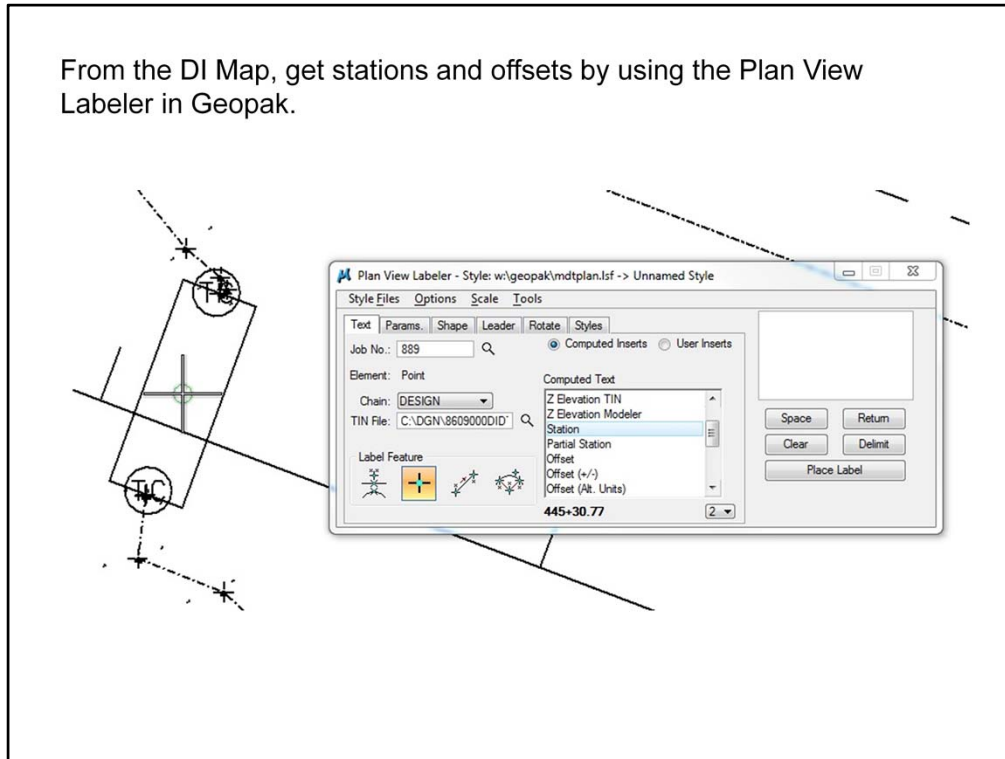 From the DI Map, get stations and offsets by using the Plan View
Labeler in Geopak.
Plan View Labeler - Style: w:\geopak\mdtplan.lsf -> Unnamed Style
Style Files Options Scale Tools
Text Params. Shape Leader Rotate Styles
Job No.: 889
Computed Inserts User Inserts
Element: Point
Computed Text
Chain: DESIGN
TIN File: C:\DGN\8609000DID
Z Elevation TIN
Z Elevation Modeler
Station
Partial Station
Offset
Offset (+/-)
Offset (Alt. Units)
Label Feature
445+30.77
2
Space Return
Clear Delimit
Place Label